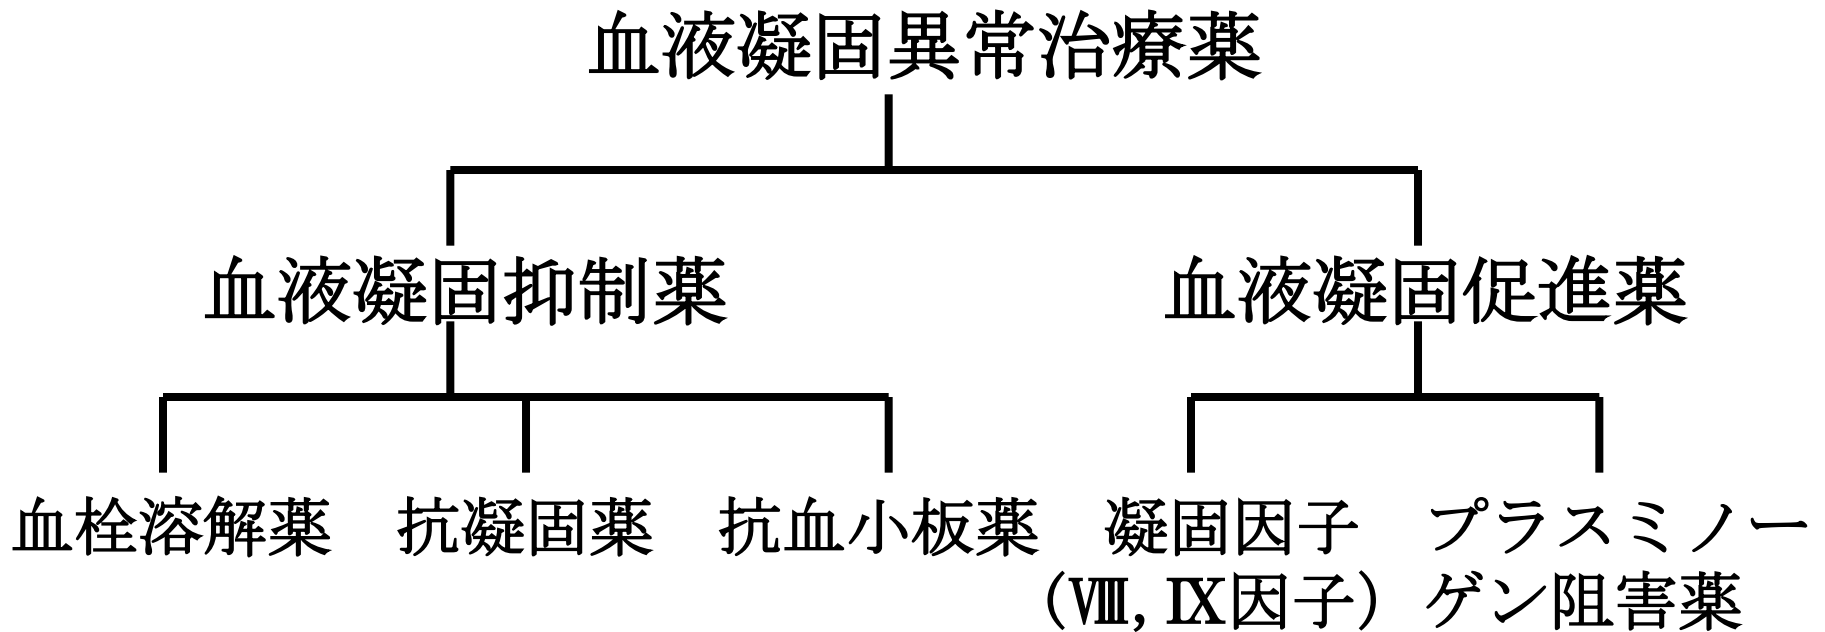 血液凝固異常治療薬
血液凝固抑制薬
血液凝固促進薬
血栓溶解薬
抗凝固薬
抗血小板薬
凝固因子
(Ⅷ,Ⅸ因子)
プラスミノー
ゲン阻害薬